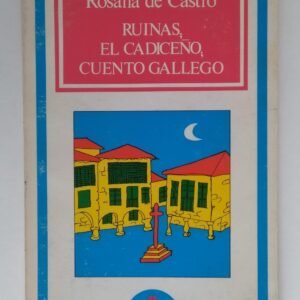 Rosalía de Castro
RUINAS,
EL CADICEÑO,
CUENTO GALLEGO